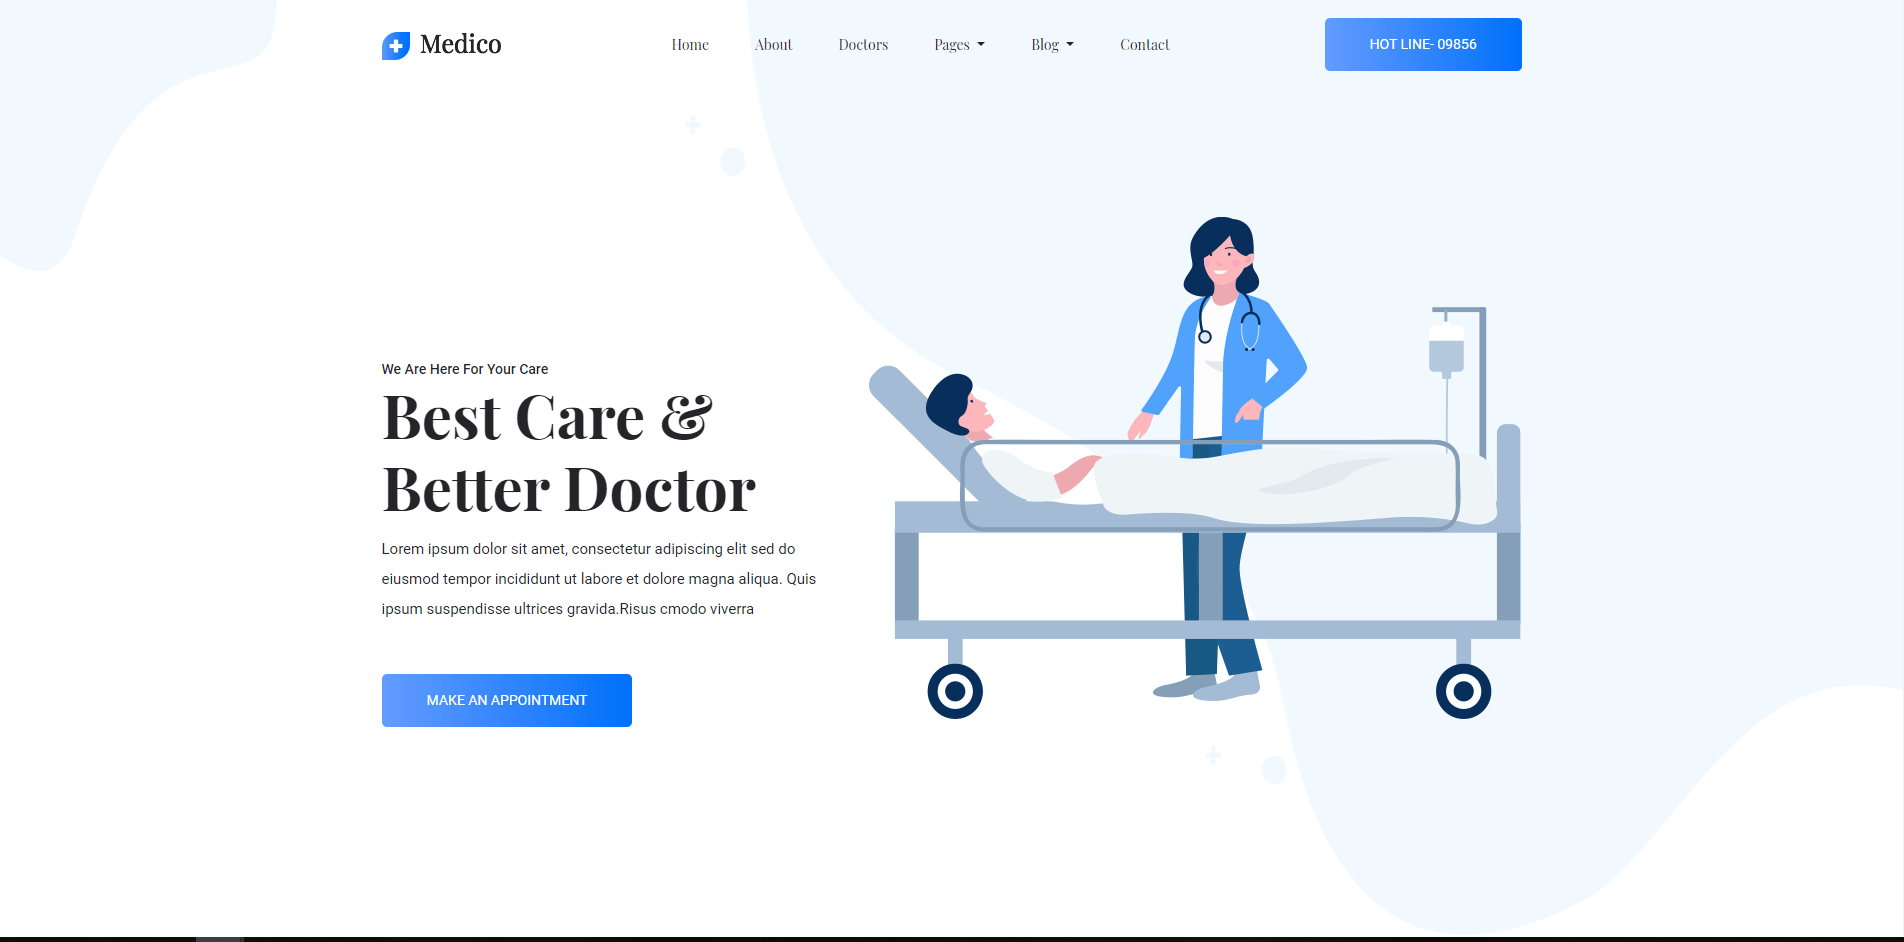 Medico
Home About Doctors Pages Blog Contact
HOT LINE- 09856
We Are Here For Your Care
Best Care &
Better Doctor
Lorem ipsum dolor sit amet, consectetur adipiscing elit sed do
eiusmod tempor incididunt ut labore et dolore magna aliqua. Quis
ipsum suspendisse ultrices gravida.Risus cmodo viverra
MAKE AN APPOINTMENT